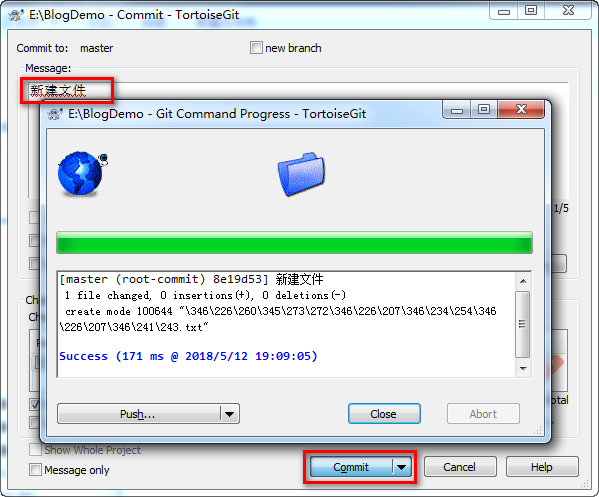 E:\BlogDemo - Commit - TortoiseGit
Commit to: master
new branch
Message:
新建文件
E:\BlogDemo - Git Command Progress - TortoiseGit
1/5
[master (root-commit) 8e19d53] 新建文件
1 file changed, 0 insertions(+), 0 deletions(-)
create mode 100644 "\346\226\260\345\273\272\346\226\207\346\234\254\346
\226\207\346\241\243.txt"
Success (171 ms @ 2018/5/12 19:09:05)
Push...
Close
Abort
Show Whole Project
Message only
Commit
Cancel
Help